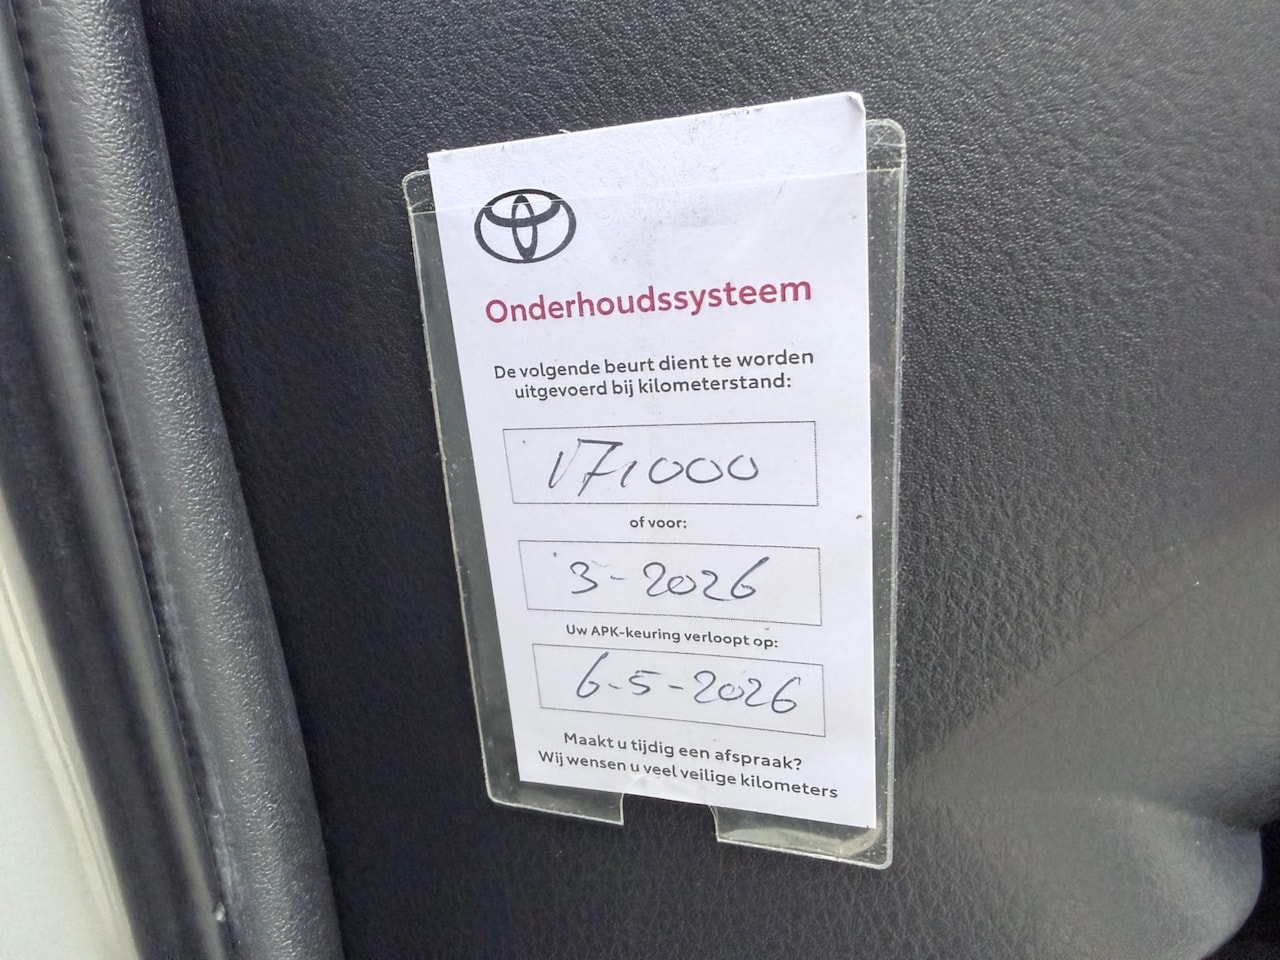 Onderhoudssysteem
De volgende beurt dient te worden
uitgevoerd bij kilometerstand:
171000
of voor:
3-2026
Uw APK-keuring verloopt op:
6-5-2026
Maakt u tijdig een afspraak?
Wij wensen u veel veilige kilometers